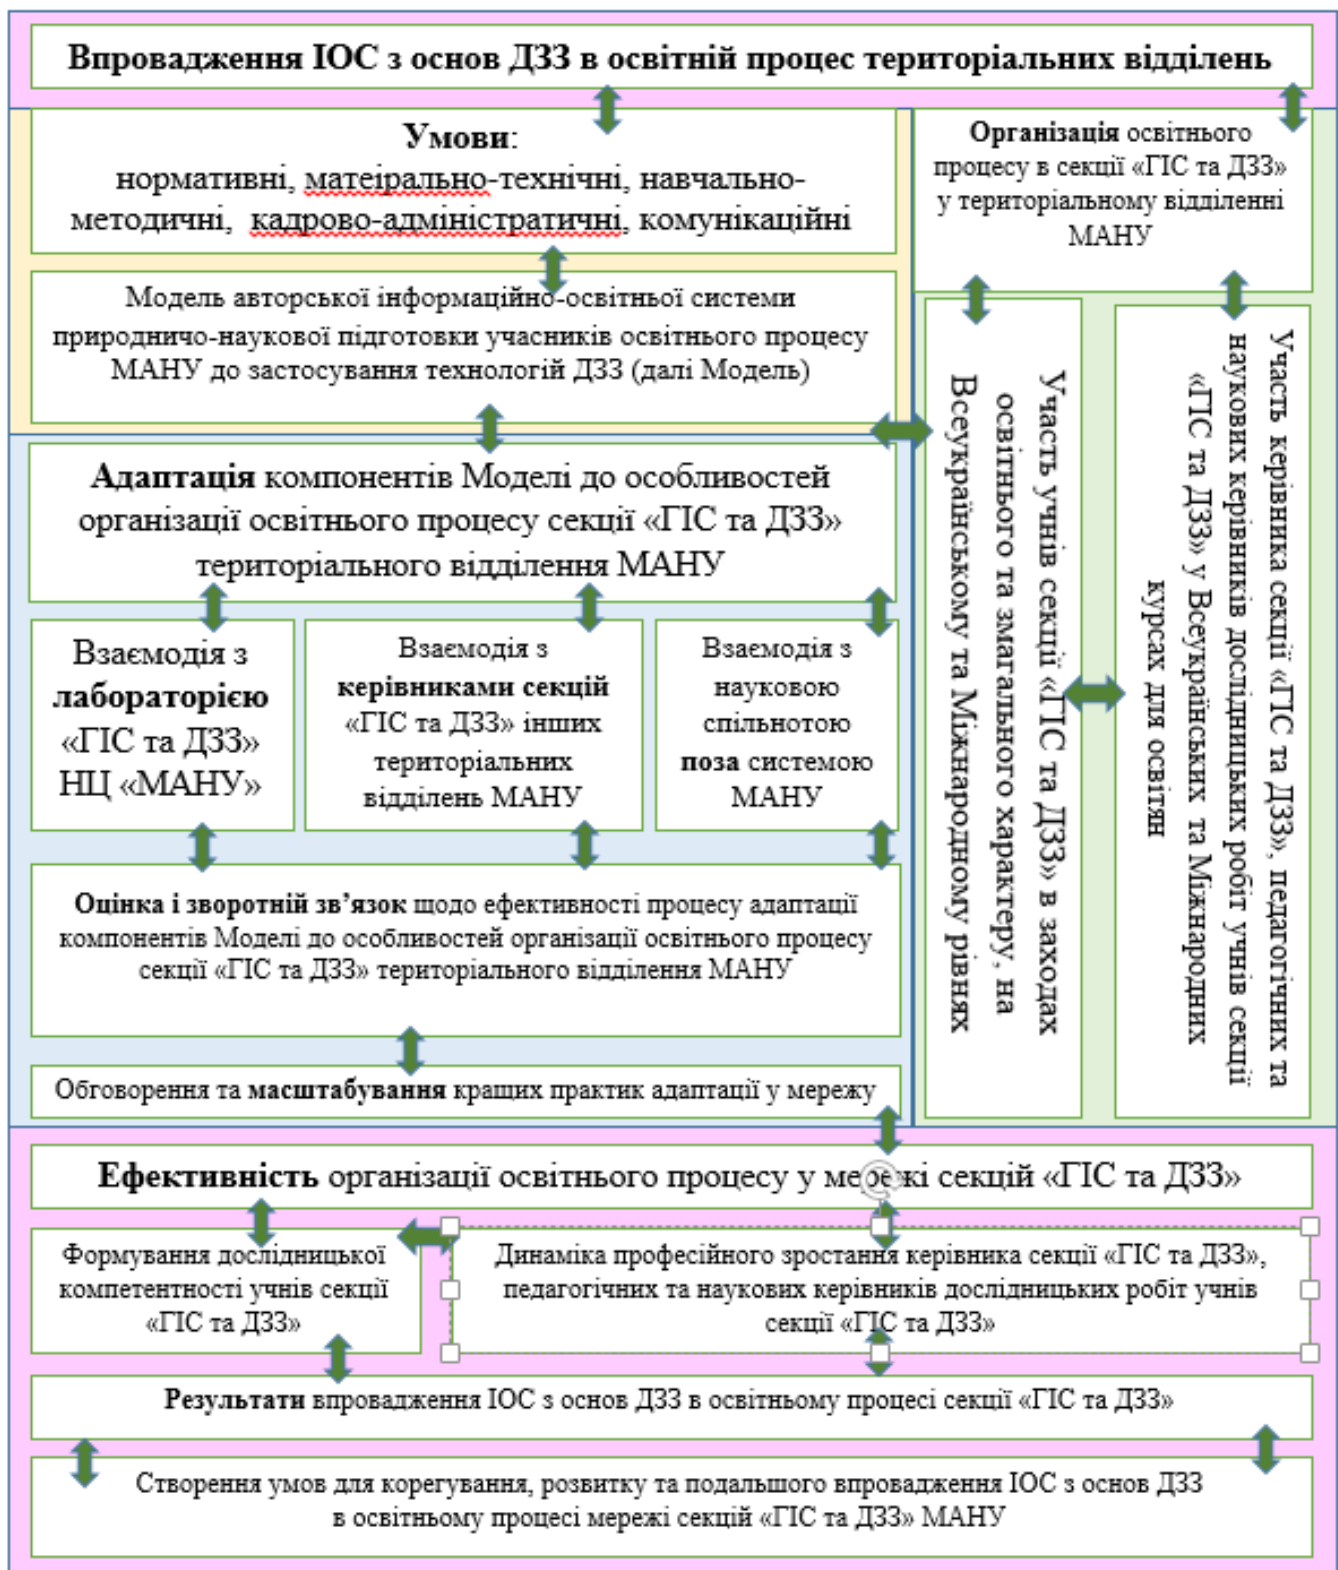 Впровадження ІОС з основ ДЗЗ в освітній процес територіальних відділень
Умови:
нормативні, матеірально-технічні, навчально-
методичні, кадрово-адміністратичні, комунікаційні
Організація освітнього
процесу в секції «ГІС та ДЗЗ»
у територіальному відділенні
МАНУ
Модель авторської інформаційно-освітньої системи
природничо-наукової підготовки учасників освітнього процесу
МАНУ до застосування технологій ДЗЗ (далі Модель)
Адаптація компонентів Моделі до особливостей
організації освітнього процесу секції «ГІС та ДЗЗ»
територіального відділення МАНУ
Взаємодія з
лабораторією
«ГІС та ДЗЗ»
НЦ «МАНУ»
Взаємодія з
керівниками секцій
«ГІС та ДЗЗ» інших
територіальних
відділень МАНУ
Взаємодія з
науковою
спільнотою
поза системою
МАНУ
Оцінка і зворотній зв’язок щодо ефективності процесу адаптації
компонентів Моделі до особливостей організації освітнього процесу
секції «ГІС та ДЗЗ» територіального відділення МАНУ
Обговорення та масштабування кращих практик адаптації у мережу
Участь учнів секції «ГІС та ДЗЗ» в заходах
освітнього та змагального характеру, на
Всеукраїнському та Міжнародному рівнях
Участь керівника секції «ГІС та ДЗЗ», педагогічних та
наукових керівників дослідницьких робіт учнів секції
«ГІС та ДЗЗ» у Всеукраїнських та Міжнародних
курсах для освітян
Ефективність організації освітнього процесу у мережі секцій «ГІС та ДЗЗ»
Формування дослідницької
компетентності учнів секції
«ГІС та ДЗЗ»
Динаміка професійного зростання керівника секції «ГІС та ДЗЗ»,
педагогічних та наукових керівників дослідницьких робіт учнів
секції «ГІС та ДЗЗ»
Результати впровадження ІОС з основ ДЗЗ в освітньому процесі секції «ГІС та ДЗЗ»
Створення умов для корегування, розвитку та подальшого впровадження ІОС з основ ДЗЗ
в освітньому процесі мережі секцій «ГІС та ДЗЗ» МАНУ